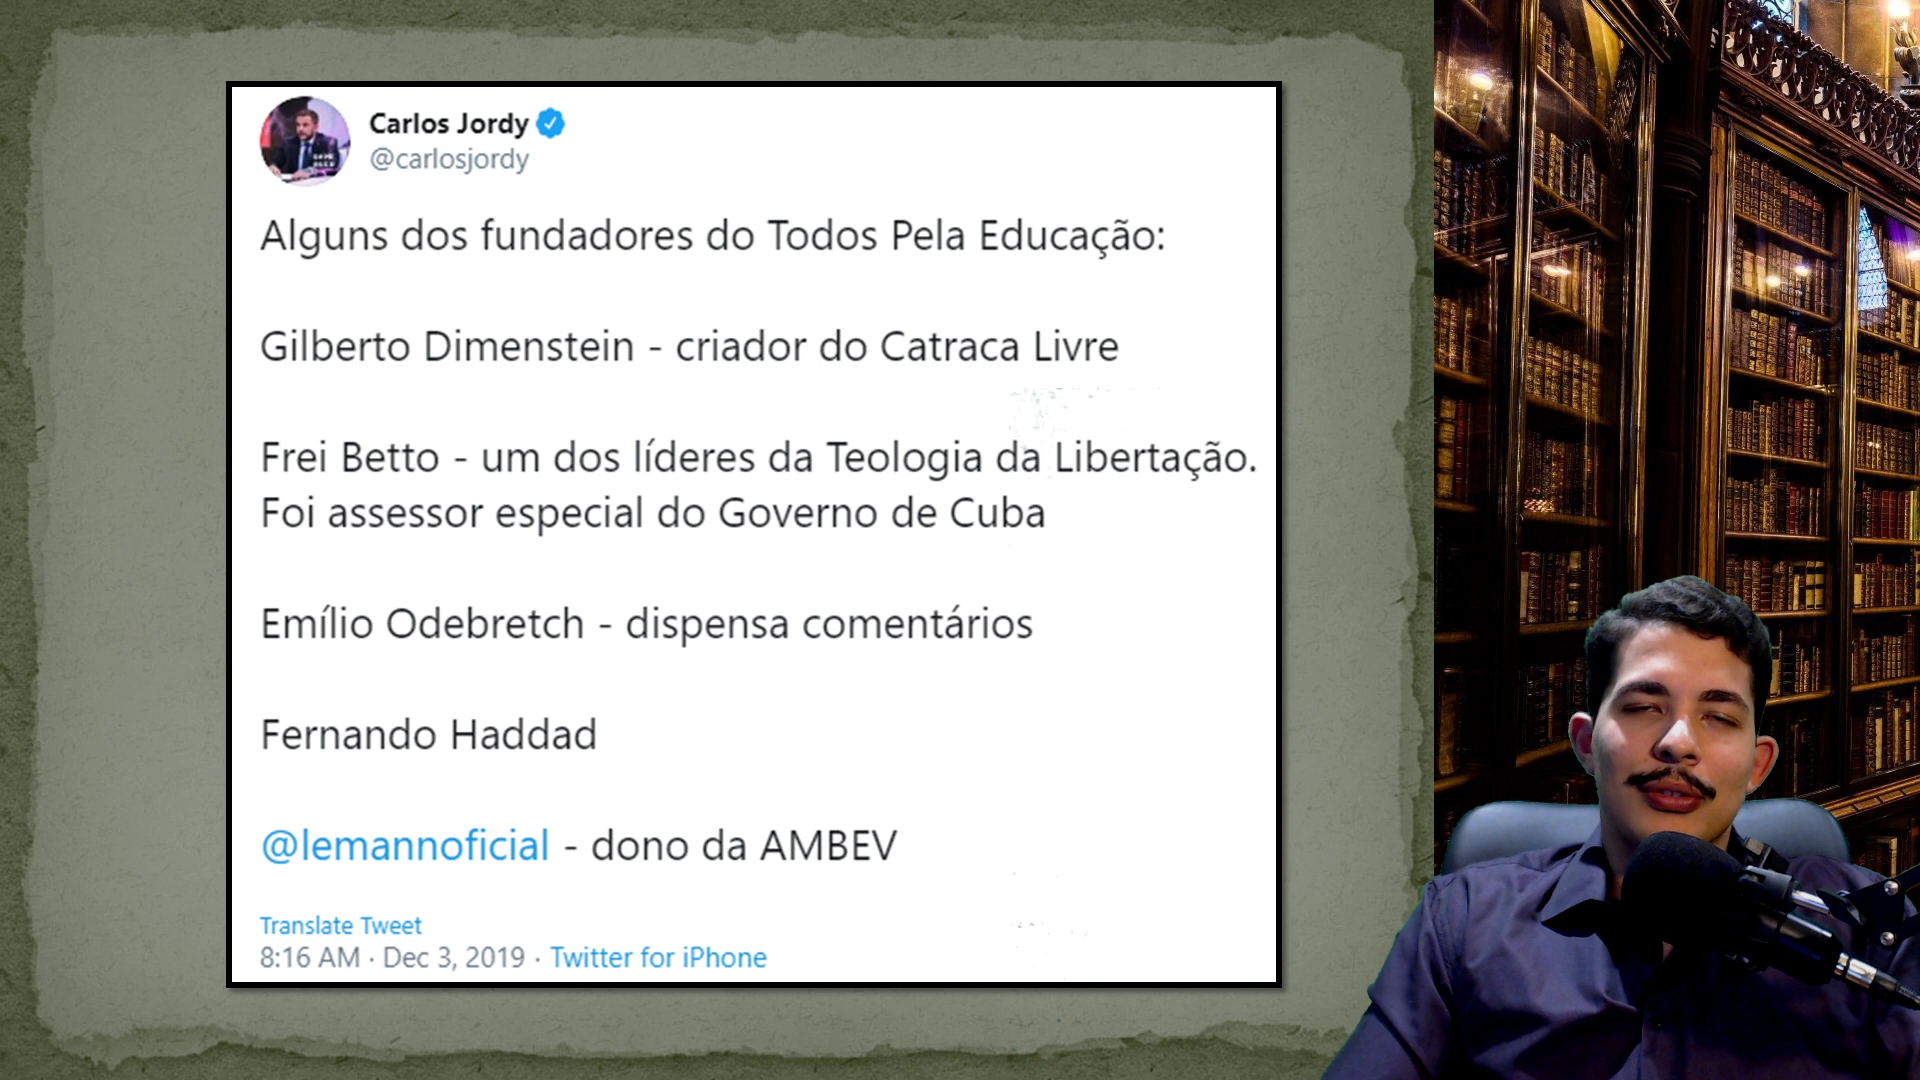 Carlos Jordy
@carlosjordy
Alguns dos fundadores do Todos Pela Educação:
Gilberto Dimenstein - criador do Catraca Livre
Frei Betto - um dos líderes da Teologia da Libertação.
Foi assessor especial do Governo de Cuba
Emílio Odebretch - dispensa comentários
Fernando Haddad
@lemannoficial - dono da AMBEV
Translate Tweet
8:16 AM · Dec 3, 2019 · Twitter for iPhone